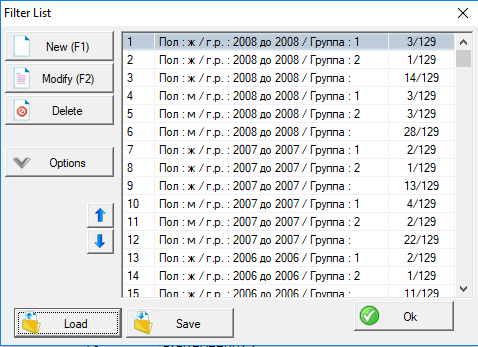 Filter List
New (F1)
Modify (F2)
Delete
Options
1 Пол : ж / г.р. : 2008 до 2008 / Группа : 1 3/129
2 Пол : ж / г.р. : 2008 до 2008 / Группа : 2 1/129
3 Пол : ж / г.р. : 2008 до 2008 / Группа : 14/129
4 Пол : м / г.р. : 2008 до 2008 / Группа : 1 3/129
5 Пол : м / г.р. : 2008 до 2008 / Группа : 2 3/129
6 Пол : м / г.р. : 2008 до 2008 / Группа : 28/129
7 Пол : ж / г.р. : 2007 до 2007 / Группа : 1 2/129
8 Пол : ж / г.р. : 2007 до 2007 / Группа : 2 1/129
9 Пол : ж / г.р. : 2007 до 2007 / Группа : 13/129
10 Пол : м / г.р. : 2007 до 2007 / Группа : 1 4/129
11 Пол : м / г.р. : 2007 до 2007 / Группа : 2 2/129
12 Пол : м / г.р. : 2007 до 2007 / Группа : 22/129
13 Пол : ж / г.р. : 2006 до 2006 / Группа : 1 2/129
14 Пол : ж / г.р. : 2006 до 2006 / Группа : 2 1/129
15 Пол : ж / г.р. : 2006 до 2006 / Группа : 11/129
Load
Save
Ok